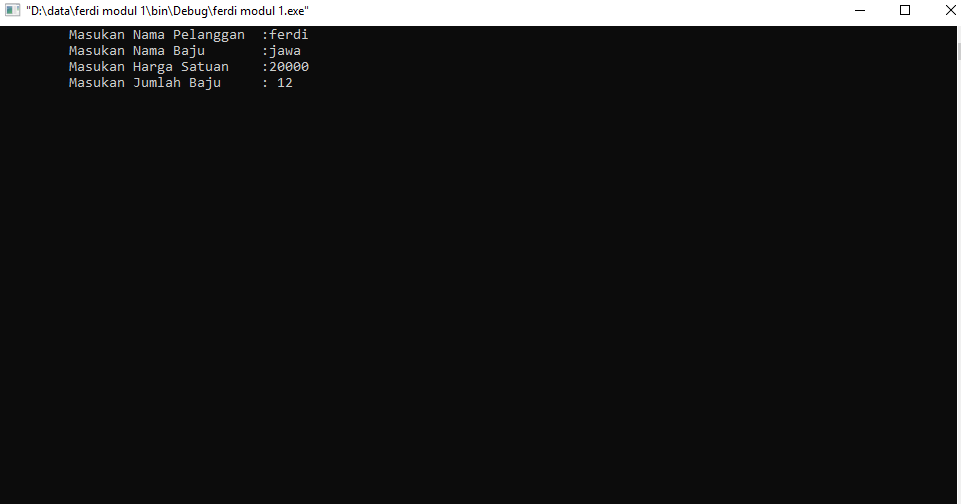 "D:\data\ferdi modul 1\bin\Debug\ferdi modul 1.exe"
Masukan Nama Pelanggan  :ferdi
Masukan Nama Baju       :jawa
Masukan Harga Satuan    :20000
Masukan Jumlah Baju     : 12